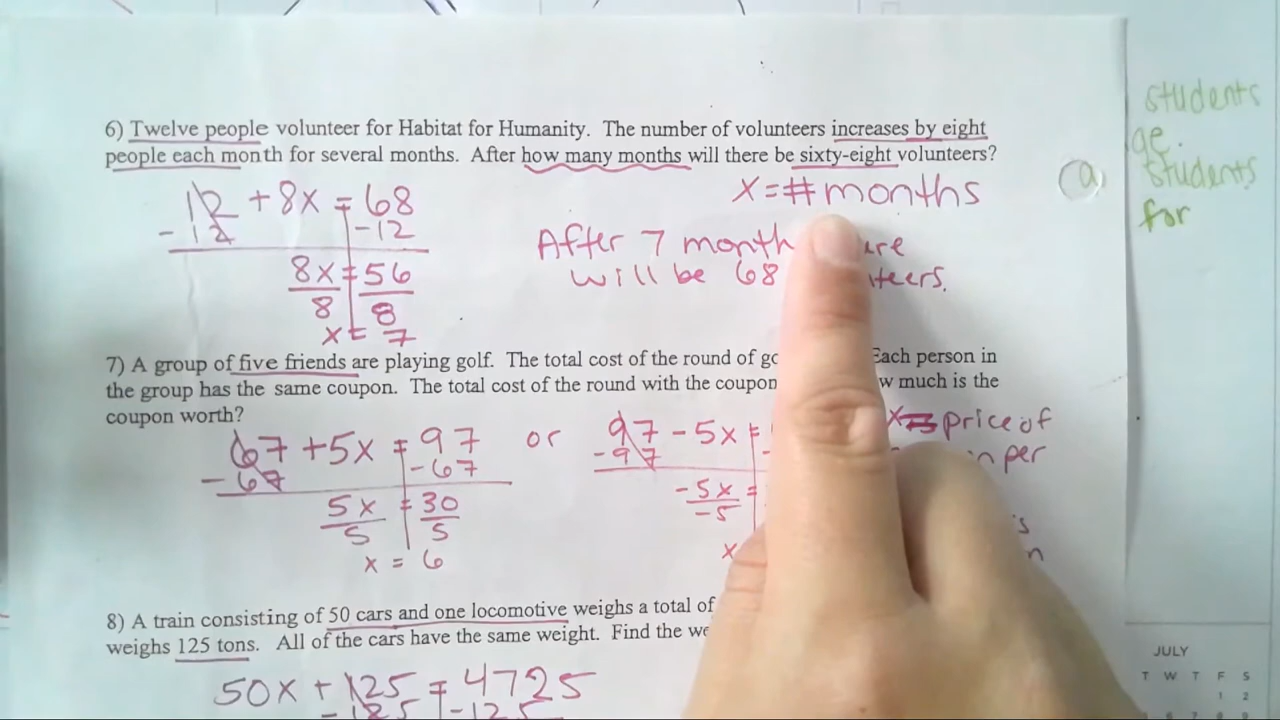 6) Twelve people volunteer for Habitat for Humanity. The number of volunteers increases by eight
people each month for several months. After how many months will there be sixty-eight volunteers?
12 + 8x = 68
x = # months
- 12 -12
After 7 month are
8x = 56
will be 68 teers.
8 8
x = 7
7) A group of five friends are playing golf. The total cost of the round of Each person in
the group has the same coupon. The total cost of the round with the coupon much is the
coupon worth?
67 + 5x = 97 or 97 - 5x =
x = price of
- 67 - 67
- 97
per
5x = 30
-5x =
5 5
-5
x = 6
x
8) A train consisting of 50 cars and one locomotive weighs a total of
weighs 125 tons. All of the cars have the same weight. Find the
50x + 125 = 4725
- 125 - 125
a
students
ge.
students
for
JULY
T W T F S
1 2